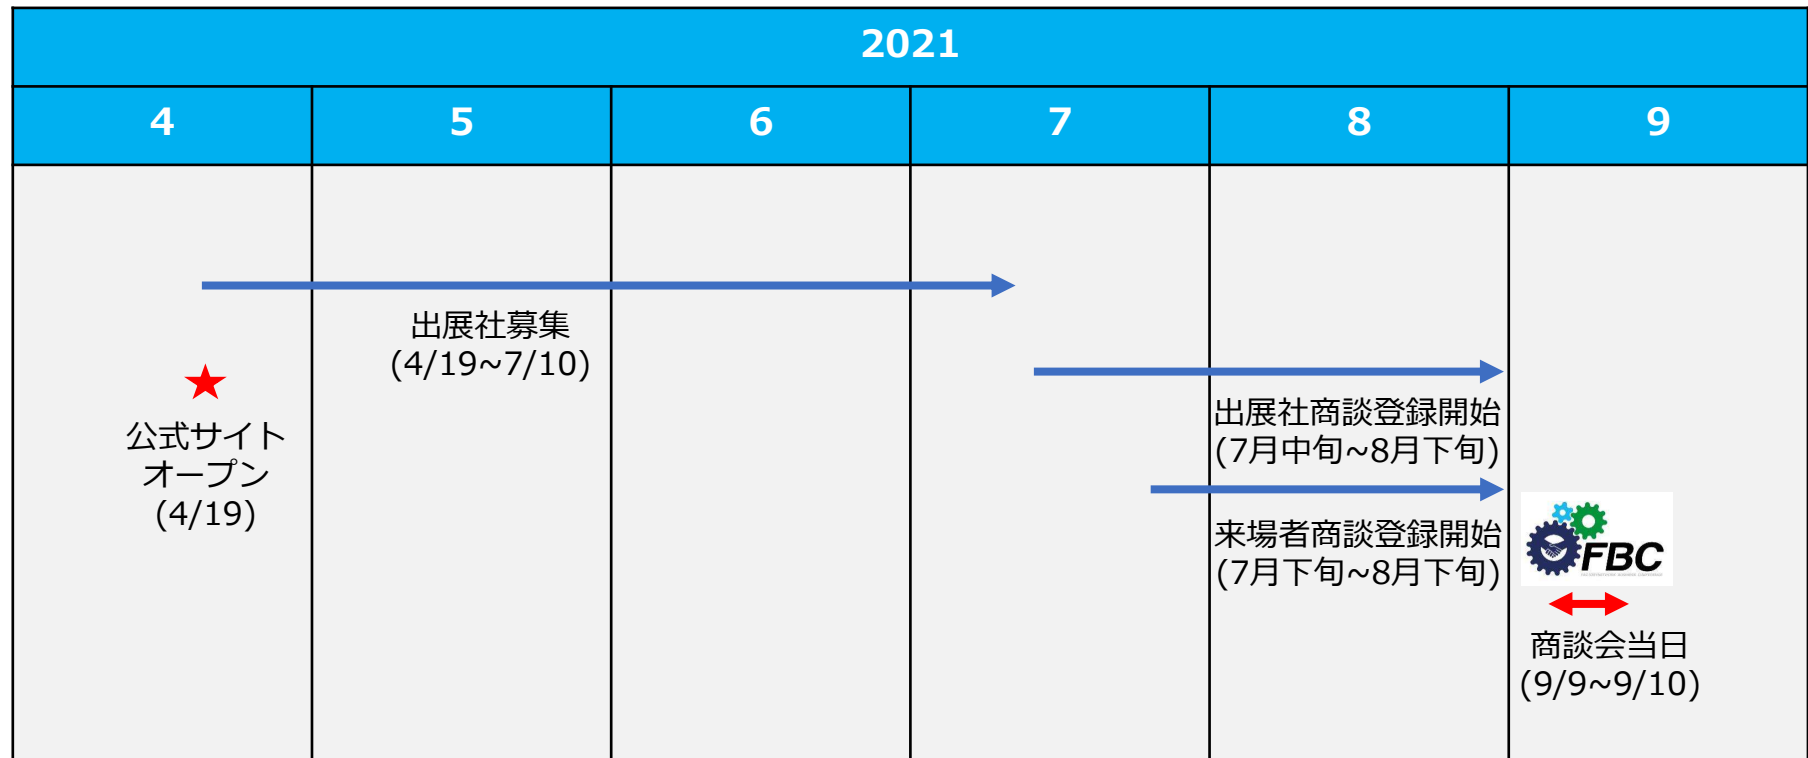 2021
4 5 6 7 8 9
出展社募集
(4/19~7/10)
公式サイト
オープン
(4/19)
出展社商談登録開始
(7月中旬~8月下旬)
来場者商談登録開始
(7月下旬~8月下旬)
FBC
商談会当日
(9/9~9/10)